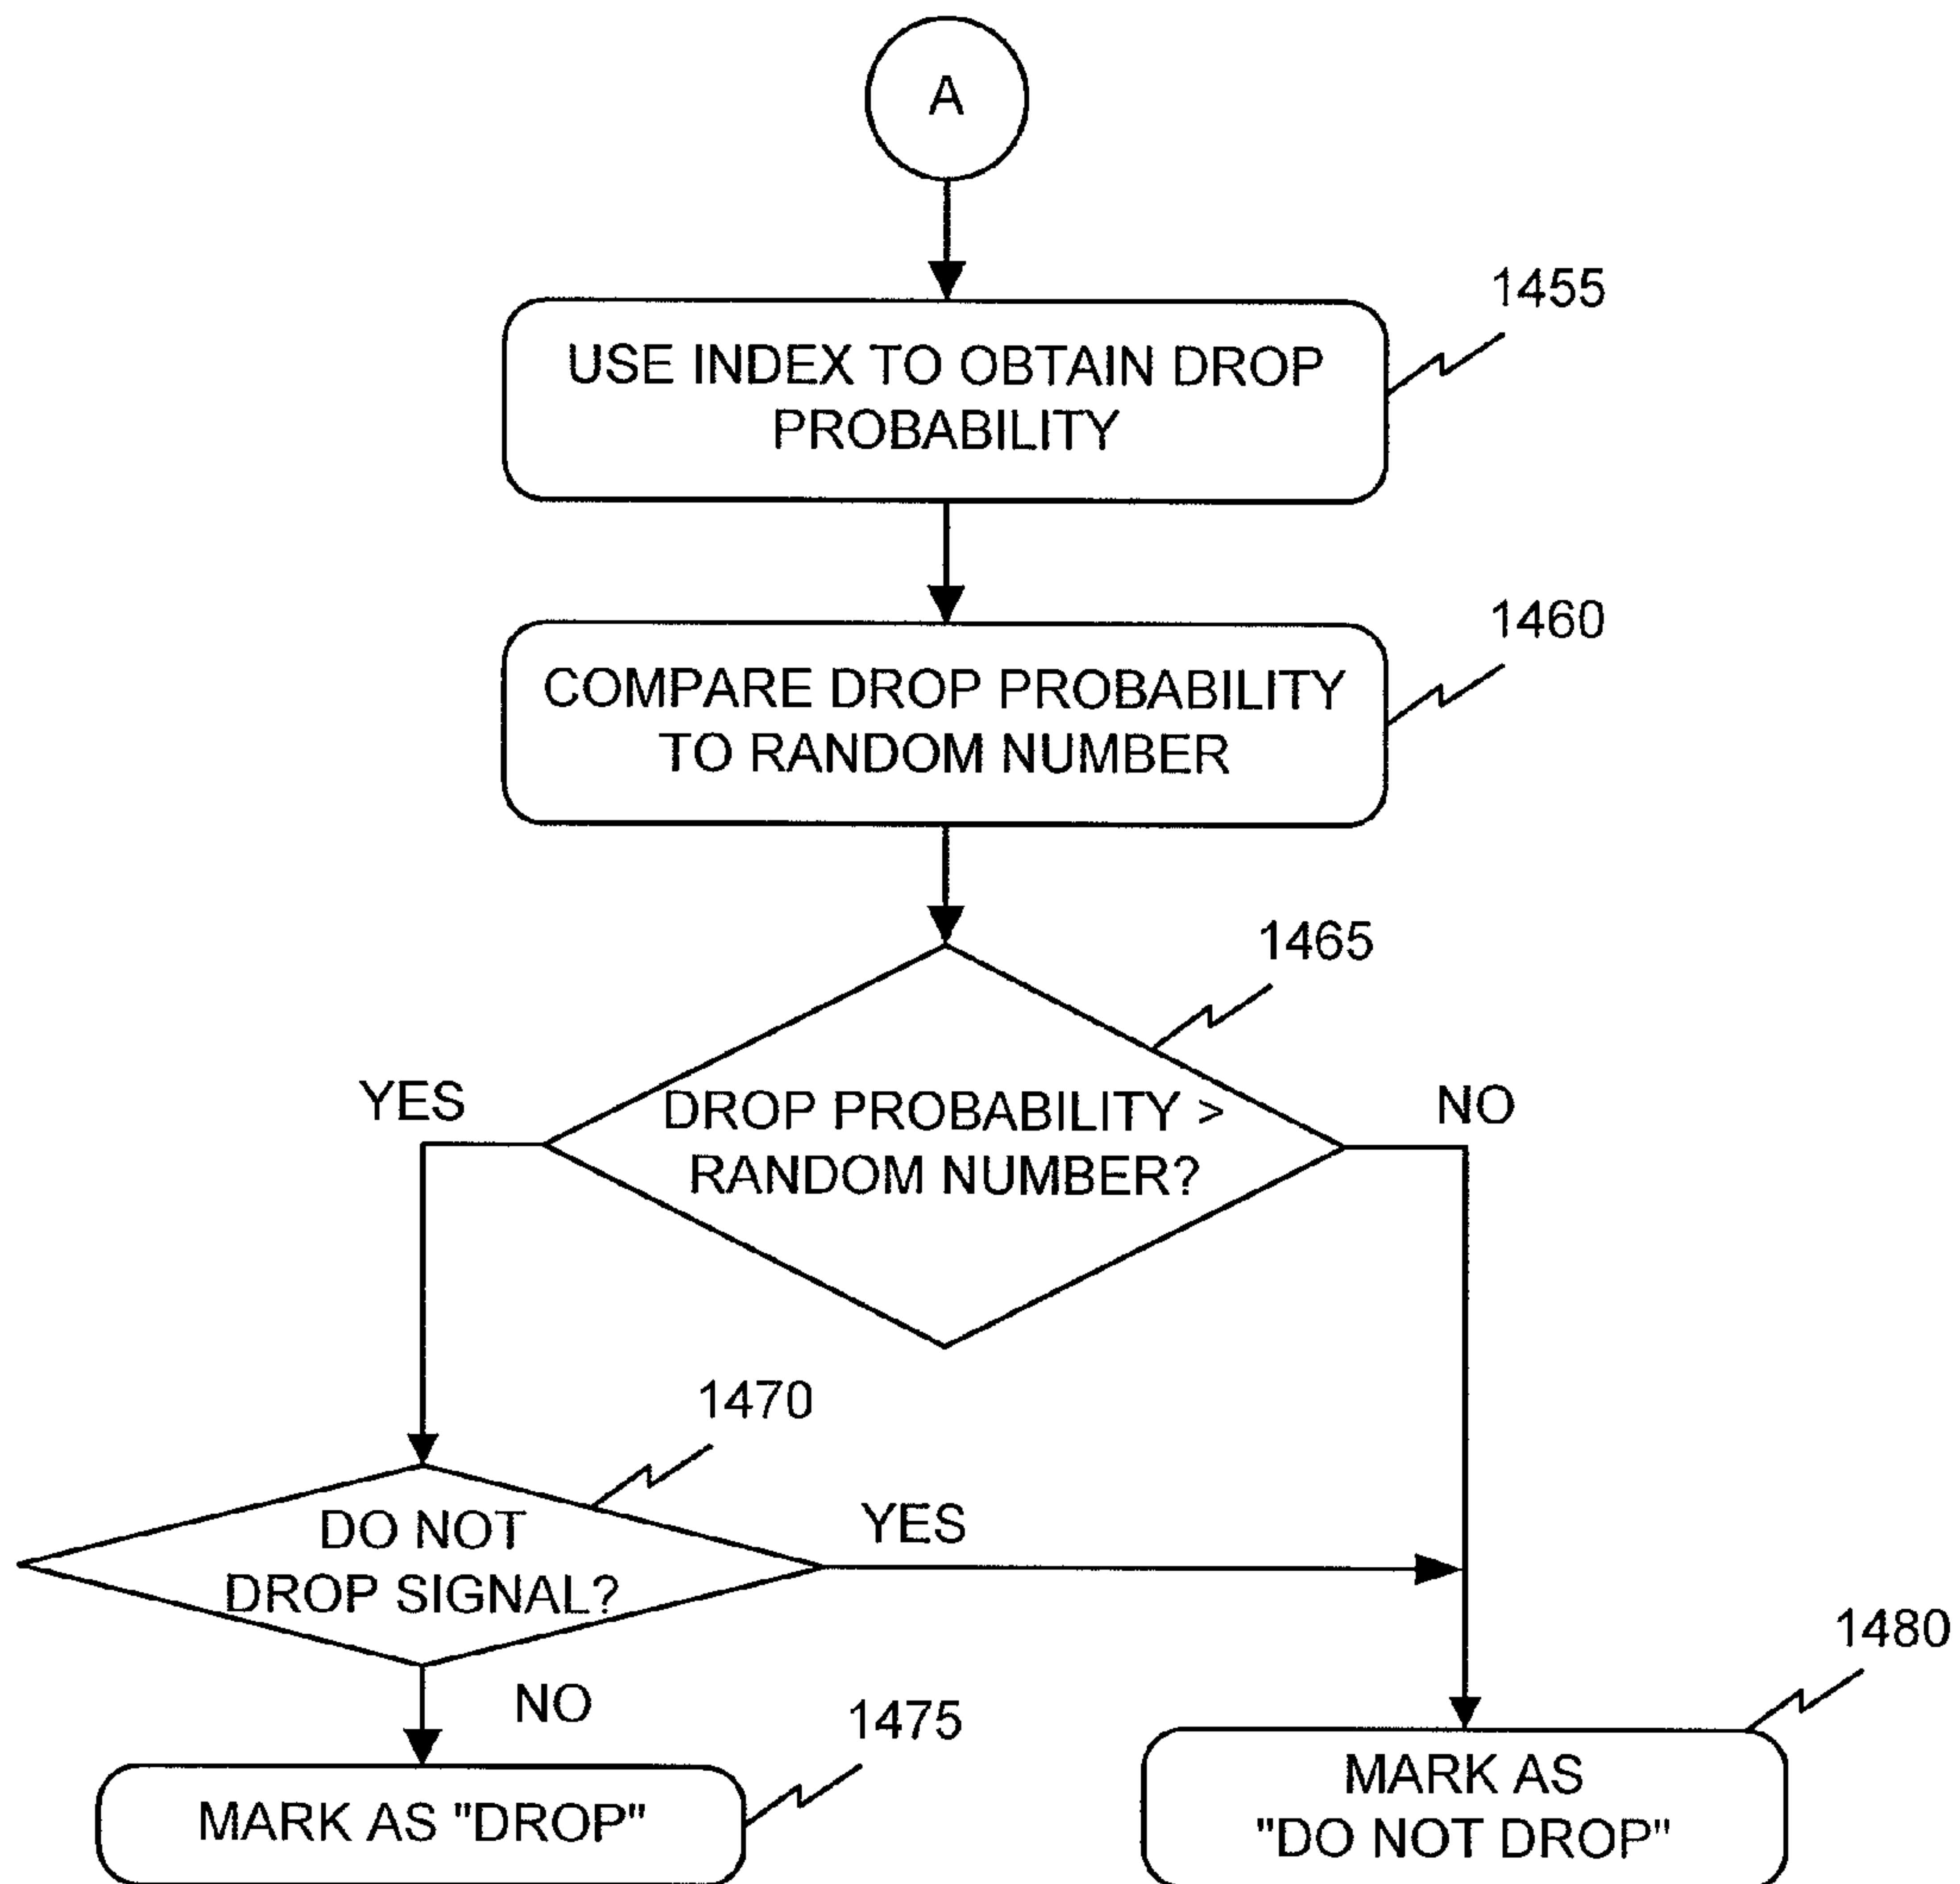 A
1455
USE INDEX TO OBTAIN DROP
PROBABILITY
1460
COMPARE DROP PROBABILITY
TO RANDOM NUMBER
1465
YES
DROP PROBABILITY >
RANDOM NUMBER?
NO
1470
DO NOT
DROP SIGNAL?
YES
NO
1475
1480
MARK AS "DROP"
MARK AS
"DO NOT DROP"